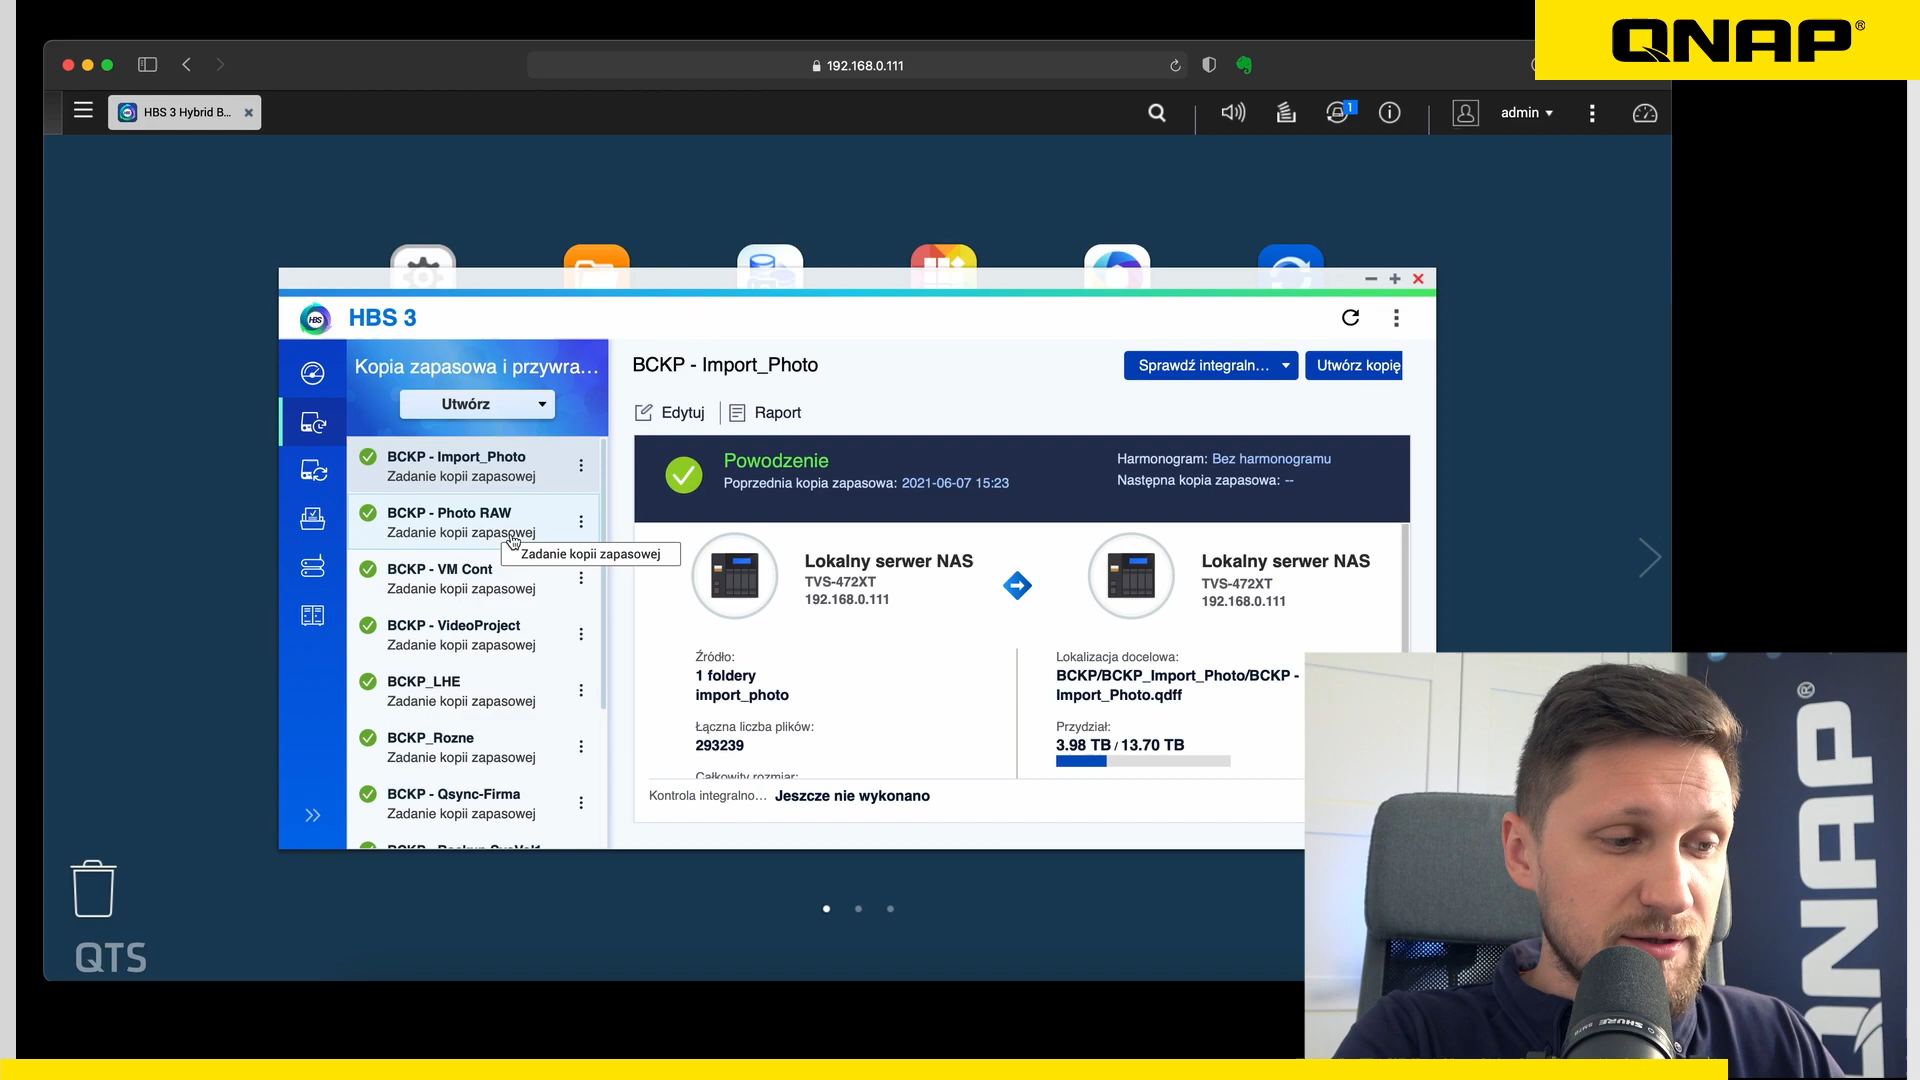 QNAP®
192.168.0.111
HBS 3 Hybrid B...
1
admin
HBS
HBS 3
Kopia zapasowa i przywra...
Utwórz
BCKP - Import_Photo
Zadanie kopii zapasowej
BCKP - Photo RAW
Zadanie kopii zapasowej
Zadanie kopii zapasowej
BCKP - VM Cont
Zadanie kopii zapasowej
BCKP - VideoProject
Zadanie kopii zapasowej
BCKP_LHE
Zadanie kopii zapasowej
BCKP_Rozne
Zadanie kopii zapasowej
BCKP - Qsync-Firma
Zadanie kopii zapasowej
BCKP - Import_Photo
Sprawdź integraln...
Utwórz kopię
Edytuj
Raport
Powodzenie
Poprzednia kopia zapasowa: 2021-06-07 15:23
Harmonogram: Bez harmonogramu
Następna kopia zapasowa: --
Lokalny serwer NAS
TVS-472XT
192.168.0.111
Lokalny serwer NAS
TVS-472XT
192.168.0.111
Źródło:
1 foldery
import_photo
Łączna liczba plików:
293239
Całkowity rozmiar:
Lokalizacja docelowa:
BCKP/BCKP_Import_Photo/BCKP -
Import_Photo.qdff
Przydział:
3.98 TB / 13.70 TB
Kontrola integralno... Jeszcze nie wykonano
QTS
QNAP®
QNAP
SHURE